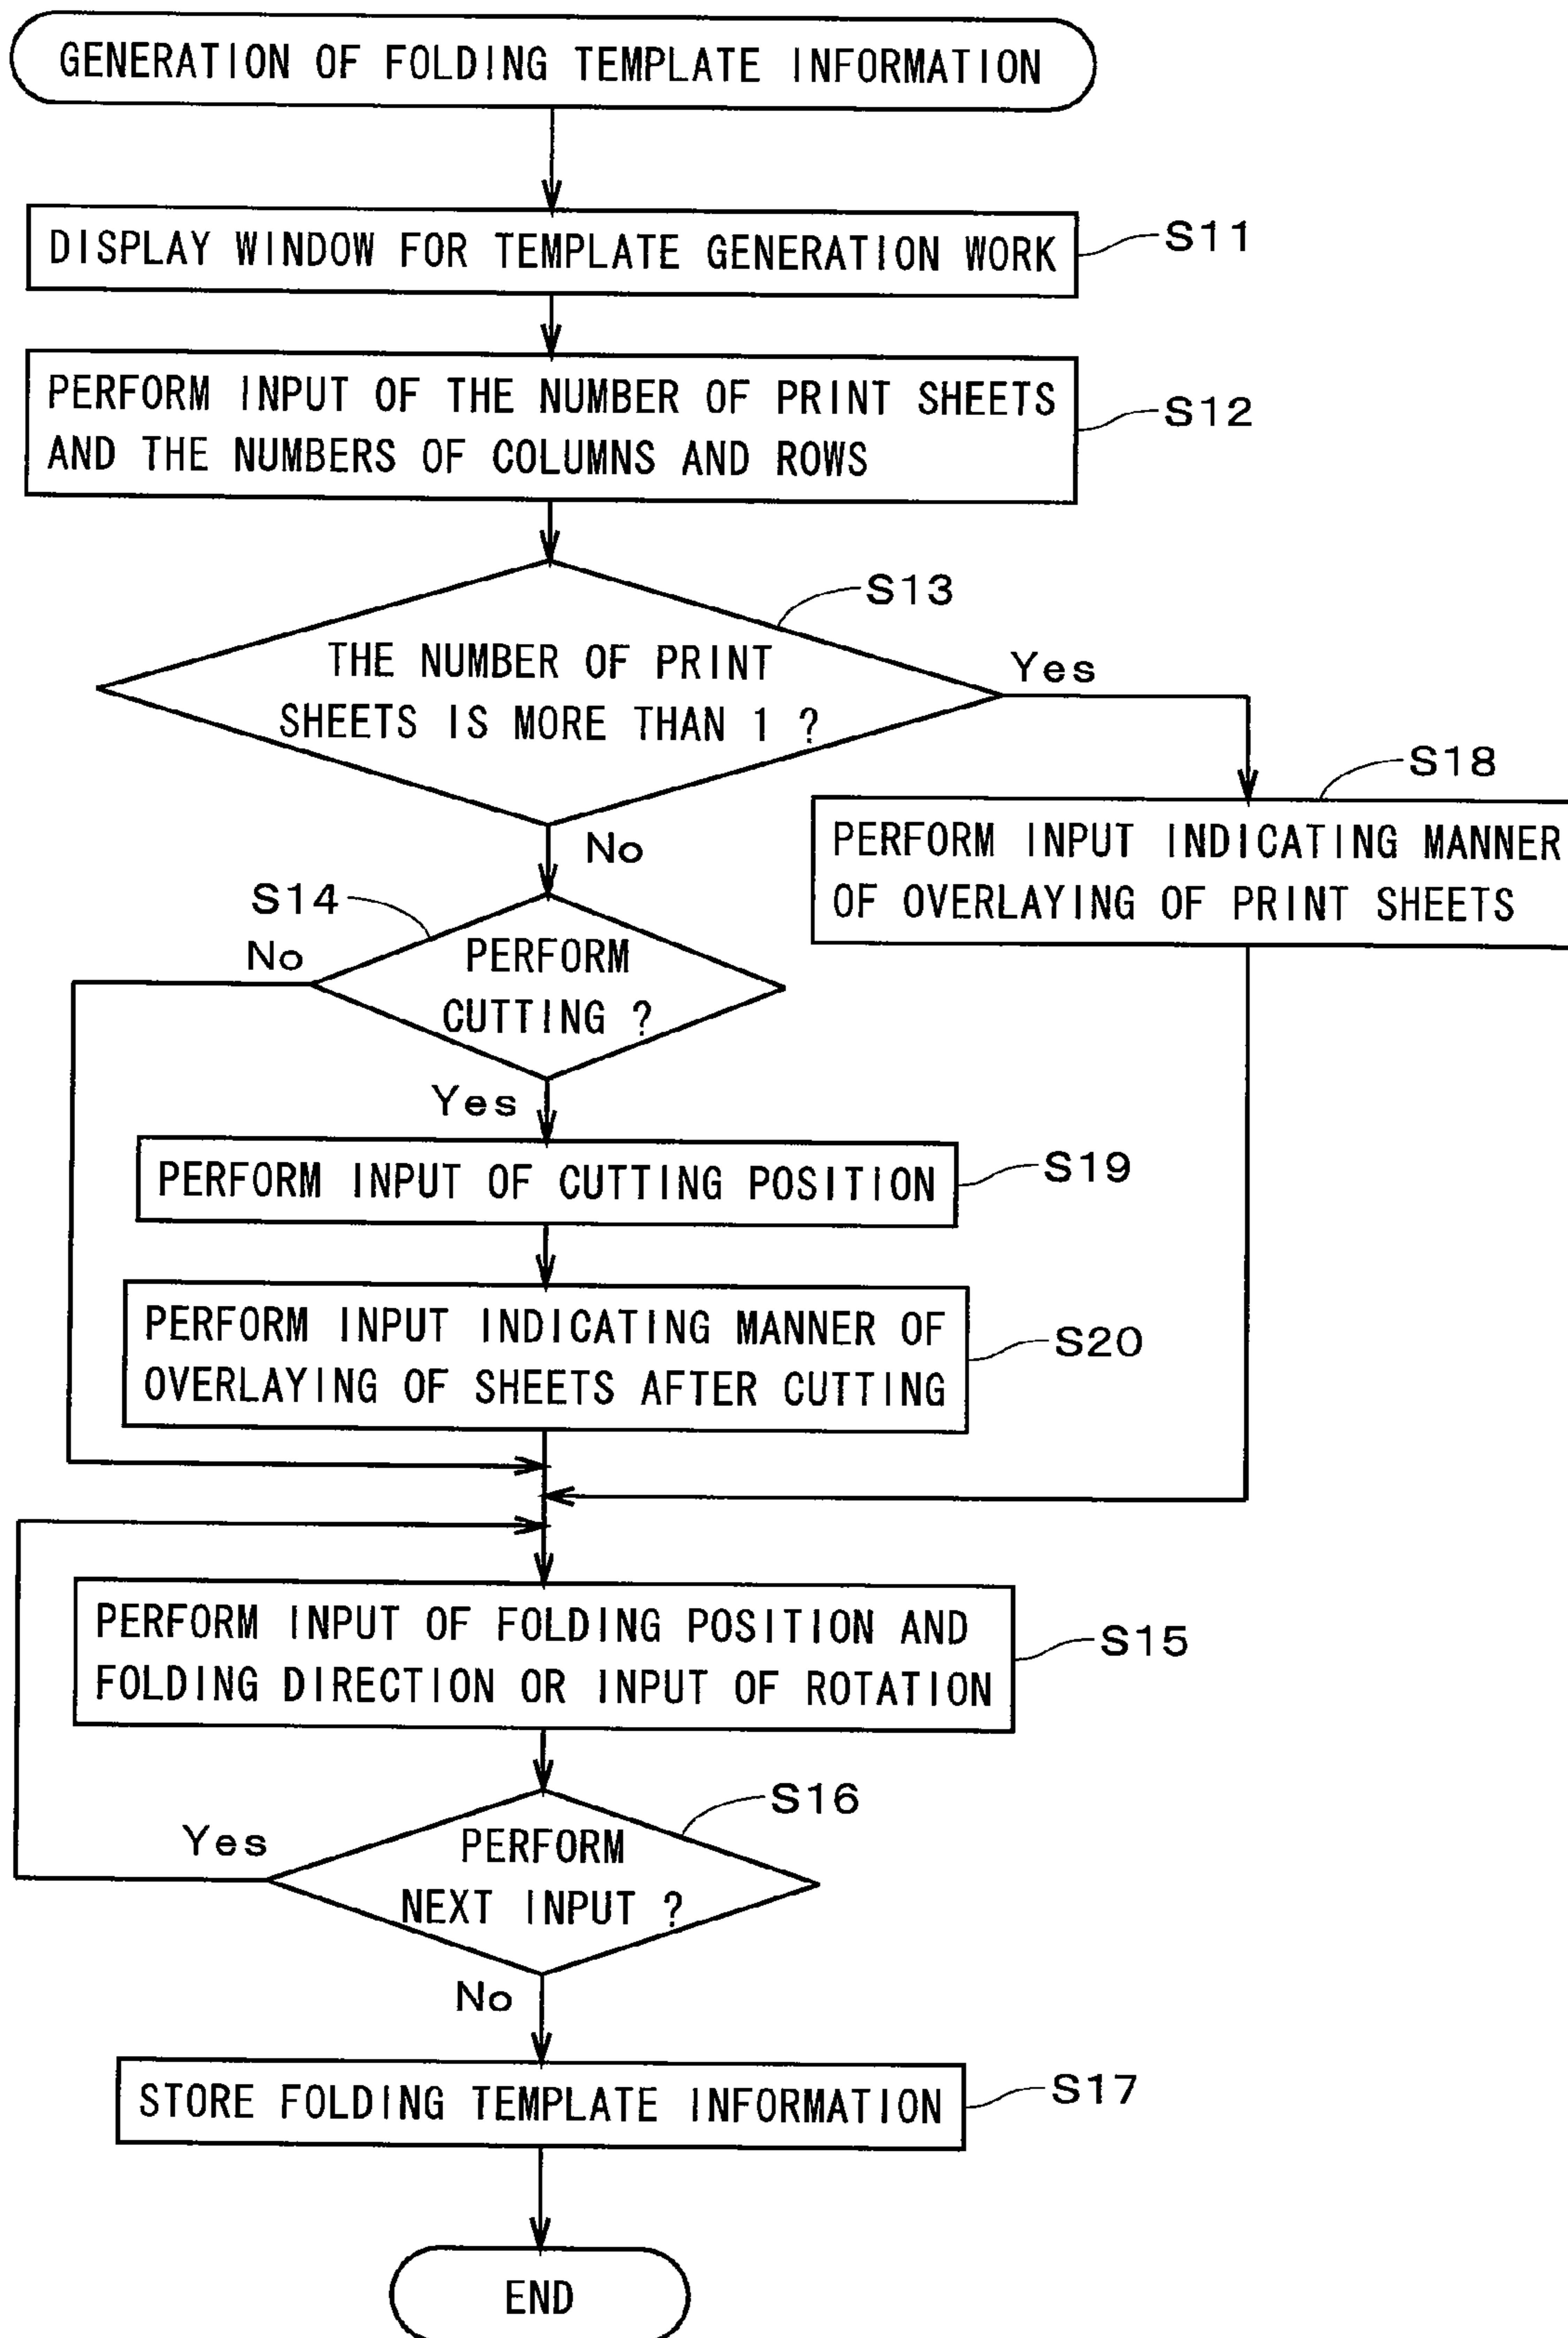 GENERATION OF FOLDING TEMPLATE INFORMATION
DISPLAY WINDOW FOR TEMPLATE GENERATION WORK
S11
PERFORM INPUT OF THE NUMBER OF PRINT SHEETS
AND THE NUMBERS OF COLUMNS AND ROWS
S12
S13
THE NUMBER OF PRINT
SHEETS IS MORE THAN 1 ?
Yes
No
S18
PERFORM INPUT INDICATING MANNER
OF OVERLAYING OF PRINT SHEETS
S14
No
PERFORM
CUTTING ?
Yes
PERFORM INPUT OF CUTTING POSITION
S19
PERFORM INPUT INDICATING MANNER OF
OVERLAYING OF SHEETS AFTER CUTTING
S20
PERFORM INPUT OF FOLDING POSITION AND
FOLDING DIRECTION OR INPUT OF ROTATION
S15
S16
Yes
PERFORM
NEXT INPUT ?
No
STORE FOLDING TEMPLATE INFORMATION
S17
END